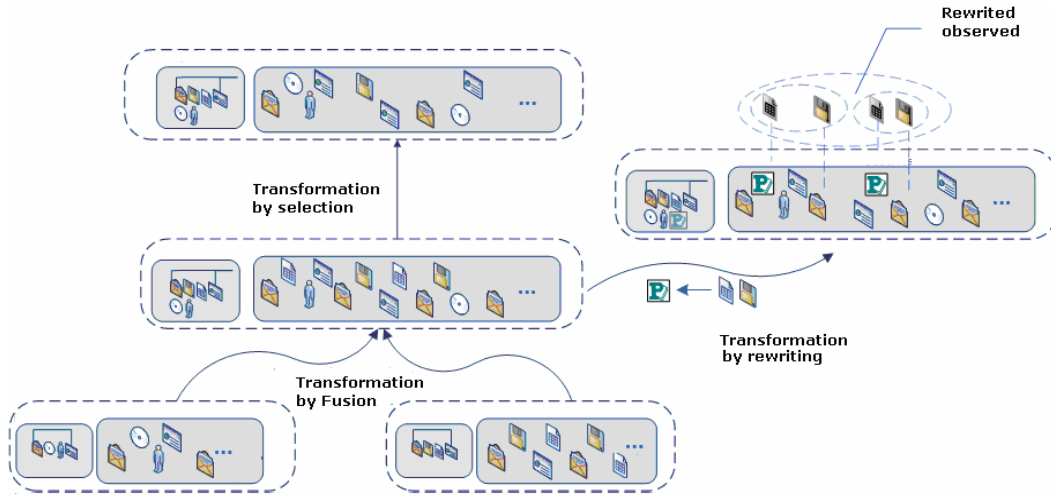 Rewrited
observed
...
Transformation
by selection
...
...
P
Transformation
by rewriting
Transformation
by Fusion
...
...